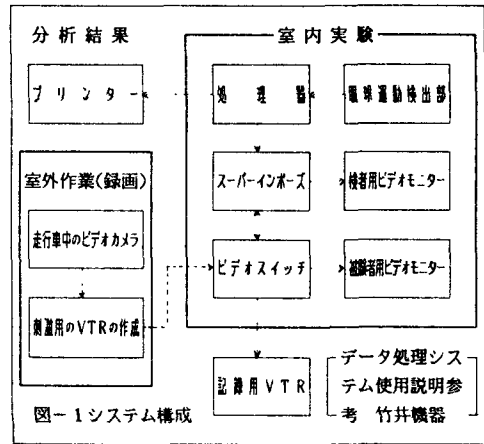 分析結果
室内実験
プリンター
処理器
眼球運動検出部
室外作業(録画)
スーパーインポーズ
検者用ビデオモニター
走行車中のビデオカメラ
ビデオスイッチ
被験者用ビデオモニター
刺激用のVTRの作成
記録用VTR
データ処理シス
テム使用説明参
考 竹井機器
図-1システム構成